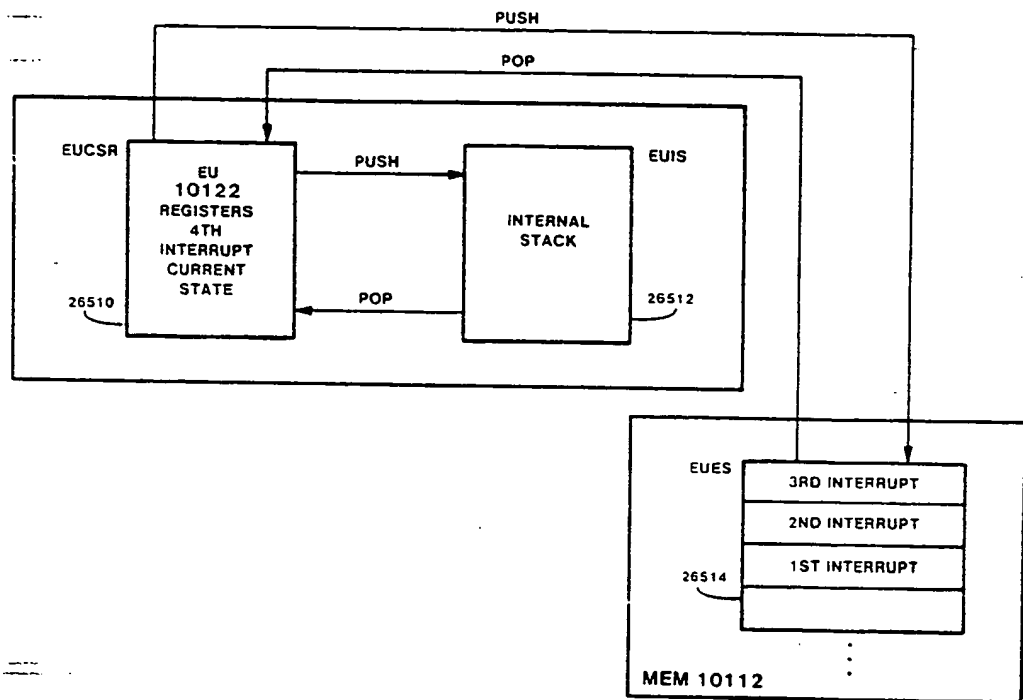 PUSH
POP
EUCSR
EU
10122
REGISTERS
4TH
INTERRUPT
CURRENT
STATE
26510
PUSH
POP
EUIS
INTERNAL
STACK
26512
EUES
3RD INTERRUPT
2ND INTERRUPT
1ST INTERRUPT
26514
MEM 10112